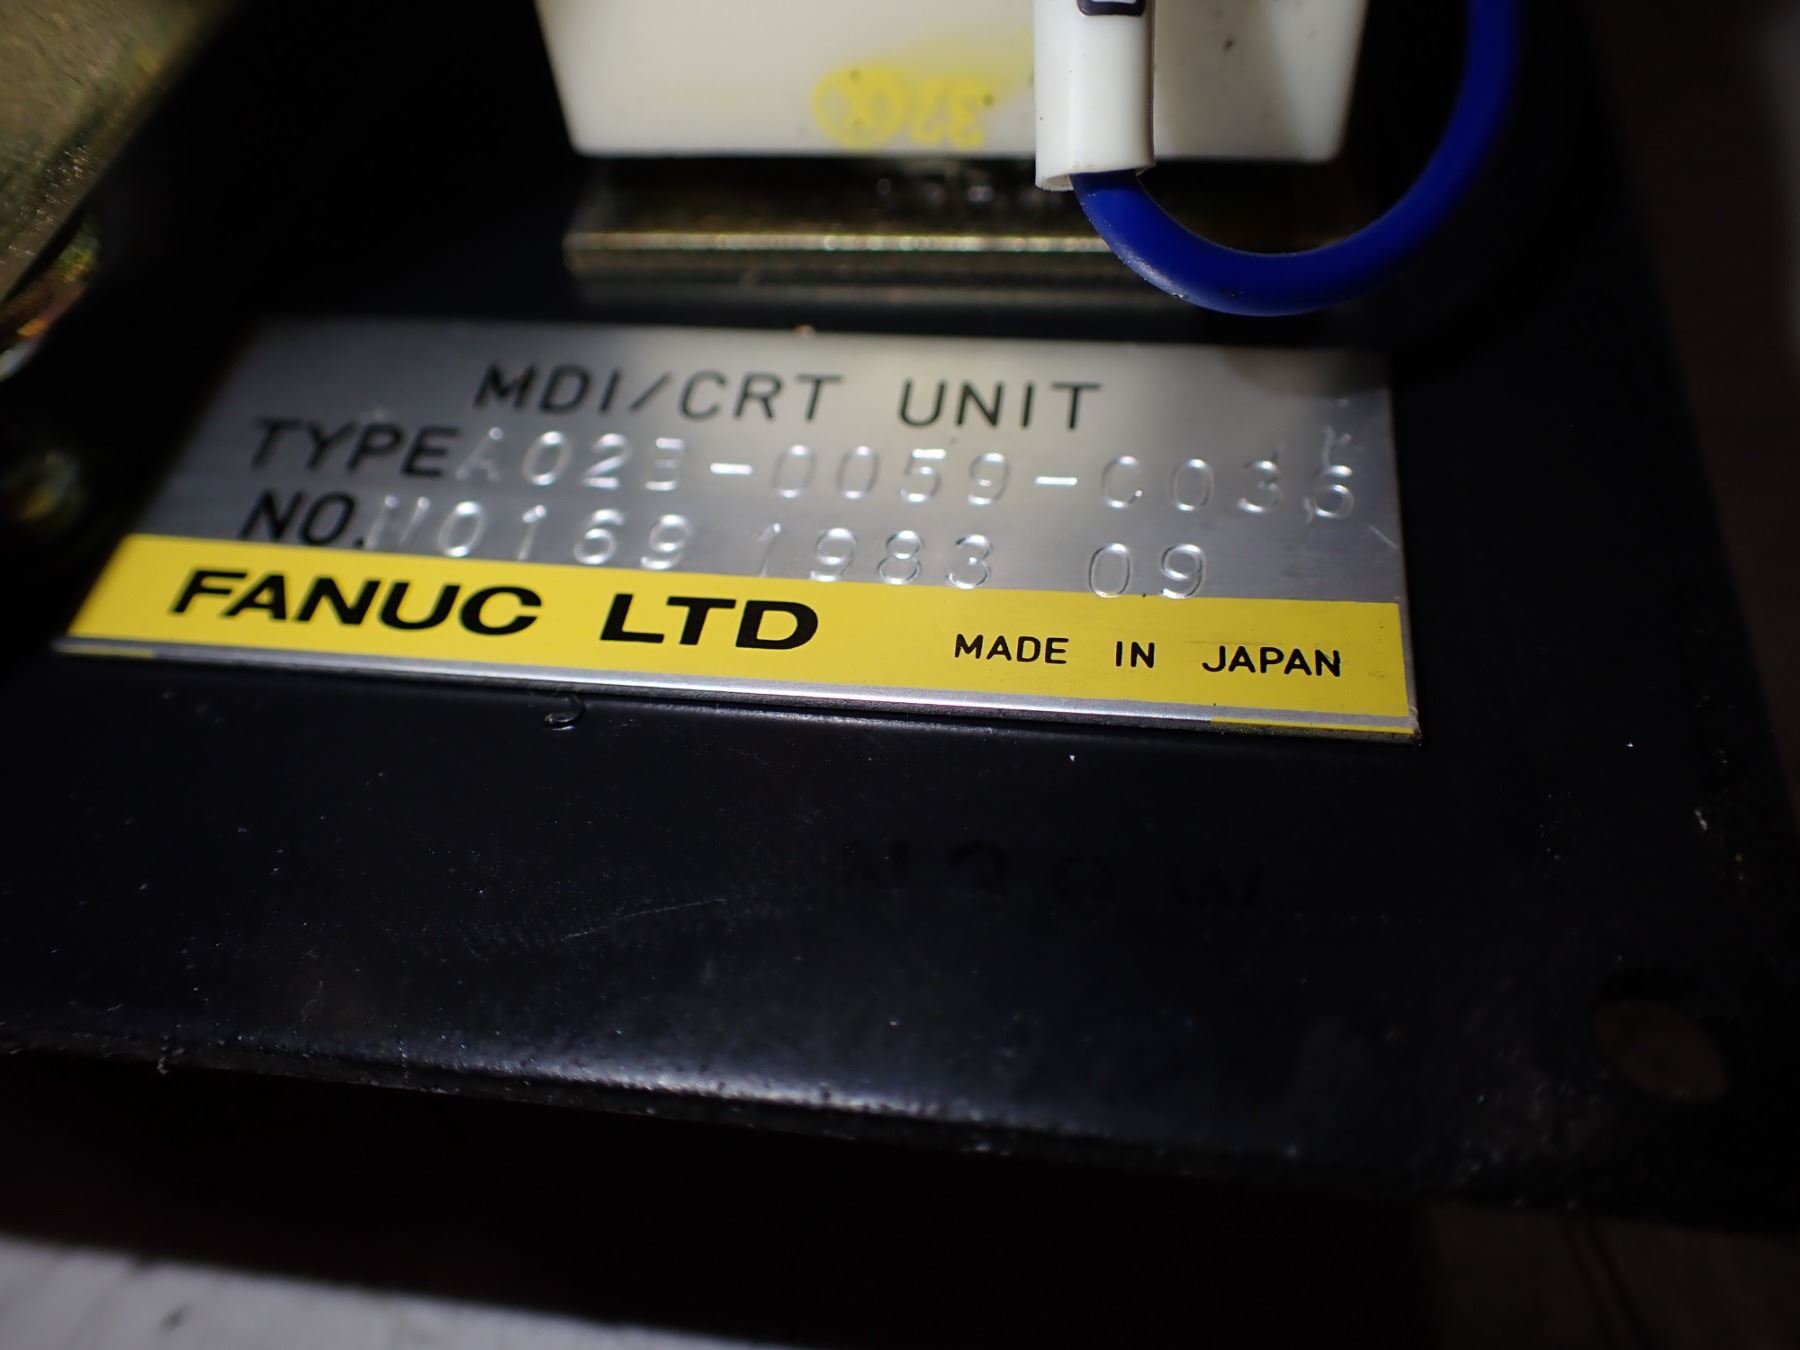 MDI/CRT UNIT
TYPE A02B-0059-C036
NO. N0169 1983 09
FANUC LTD MADE IN JAPAN